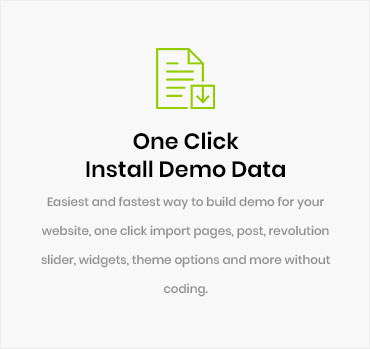 One Click
Install Demo Data
Easiest and fastest way to build demo for your
website, one click import pages, post, revolution
slider, widgets, theme options and more without
coding.